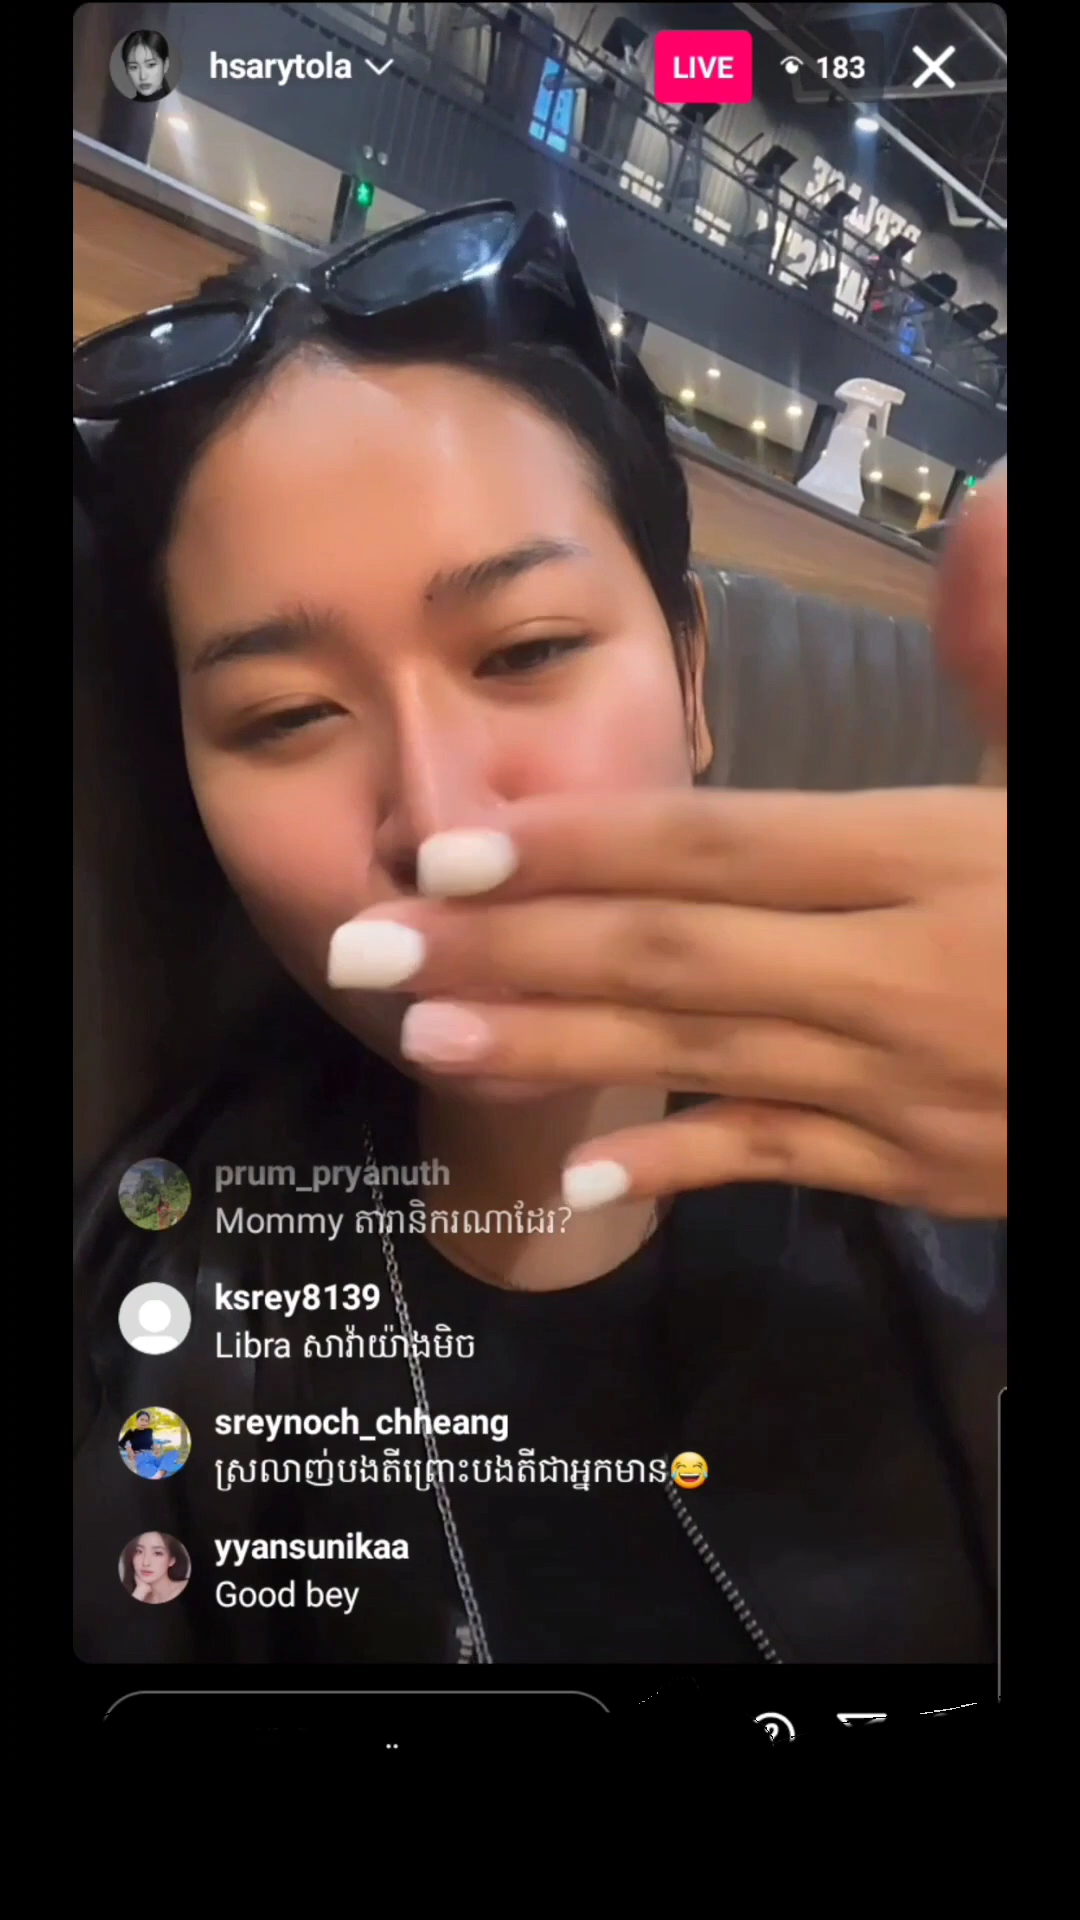 hsarytola
LIVE
183
prum_pryanuth
Mommy តារានិករណាដែរ?
ksrey8139
Libra សាវ៉ាយ៉ាងមិច
sreynoch_chheang
ស្រលាញ់បងតីព្រោះបងតីជាអ្នកមាន😂
yyansunikaa
Good bey